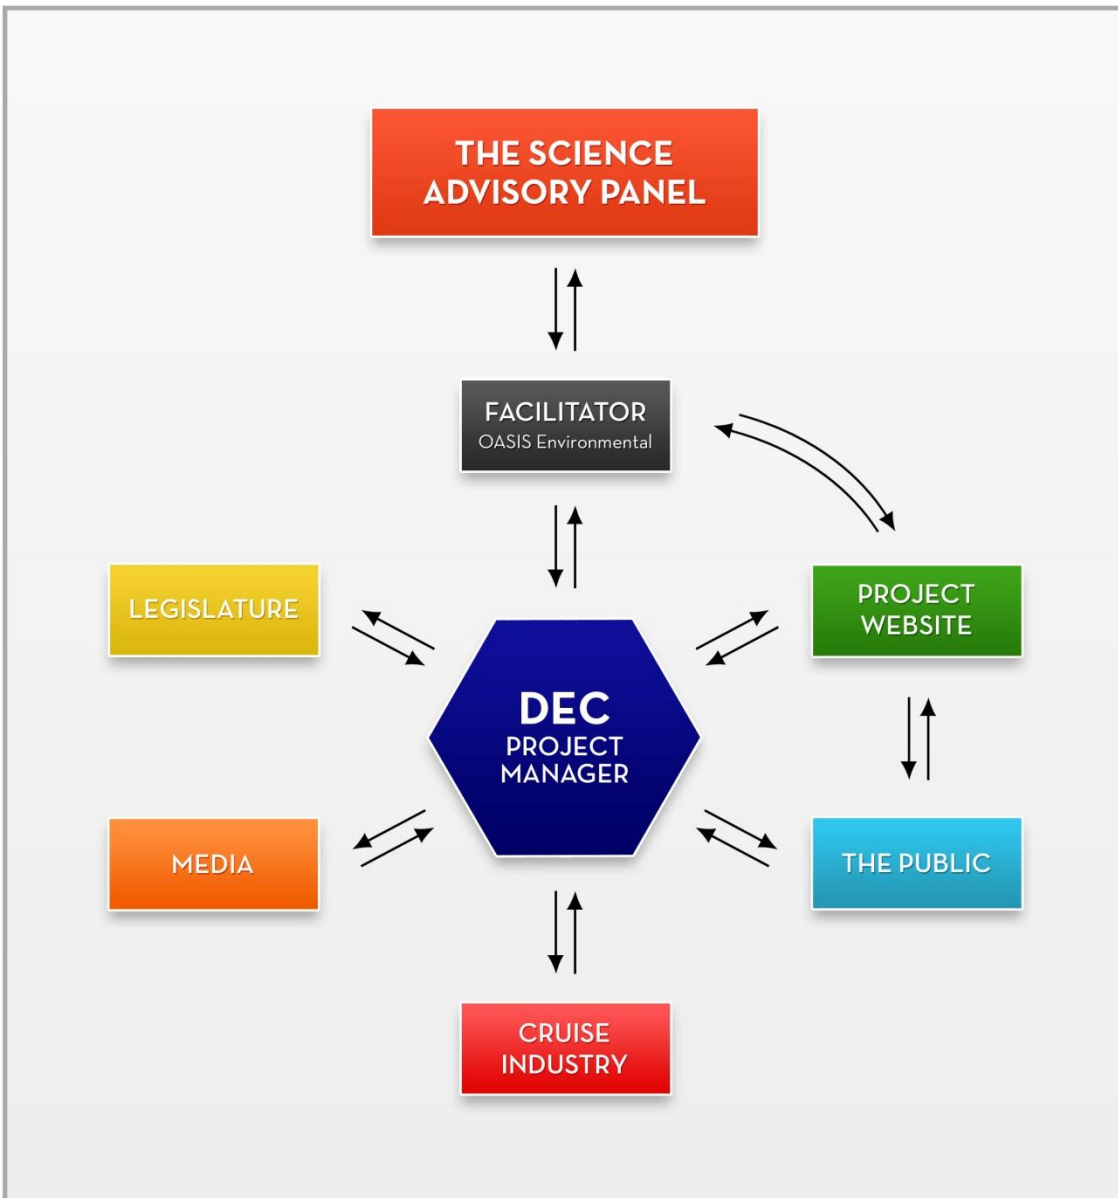 THE SCIENCE
ADVISORY PANEL
FACILITATOR
OASIS Environmental
LEGISLATURE
PROJECT
WEBSITE
DEC
PROJECT
MANAGER
MEDIA
THE PUBLIC
CRUISE
INDUSTRY